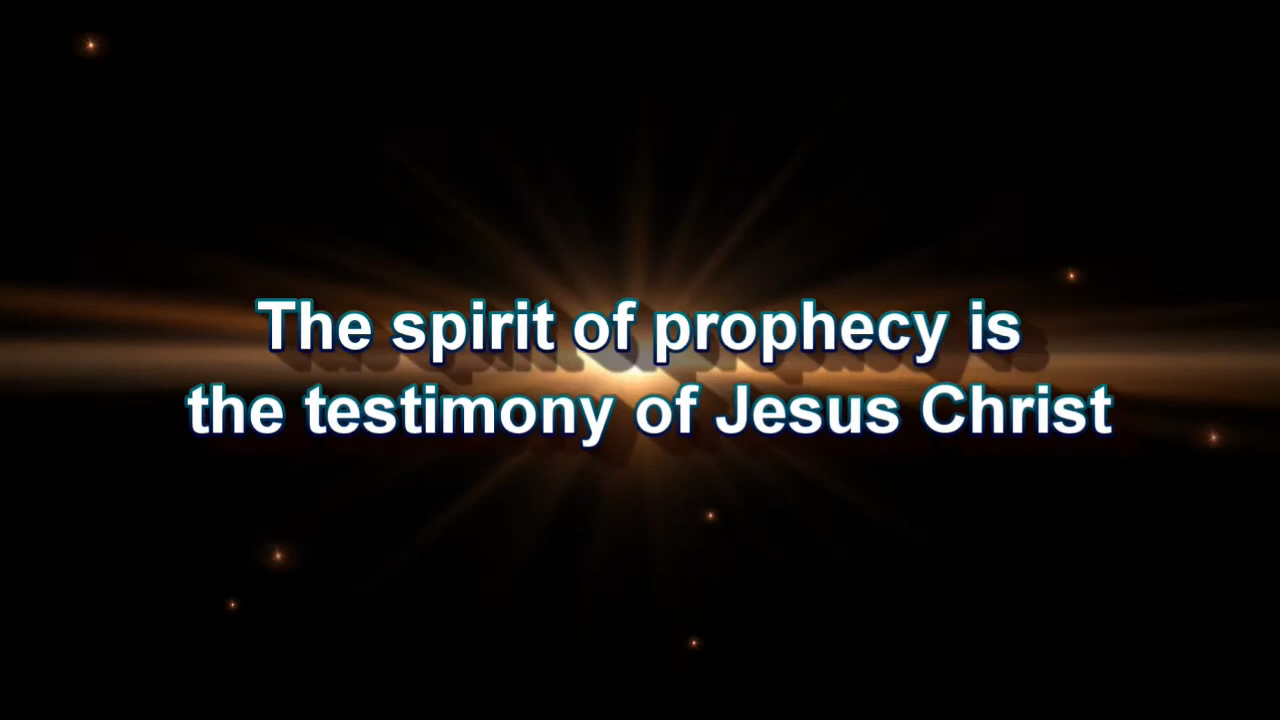 The spirit of prophecy is
the testimony of Jesus Christ